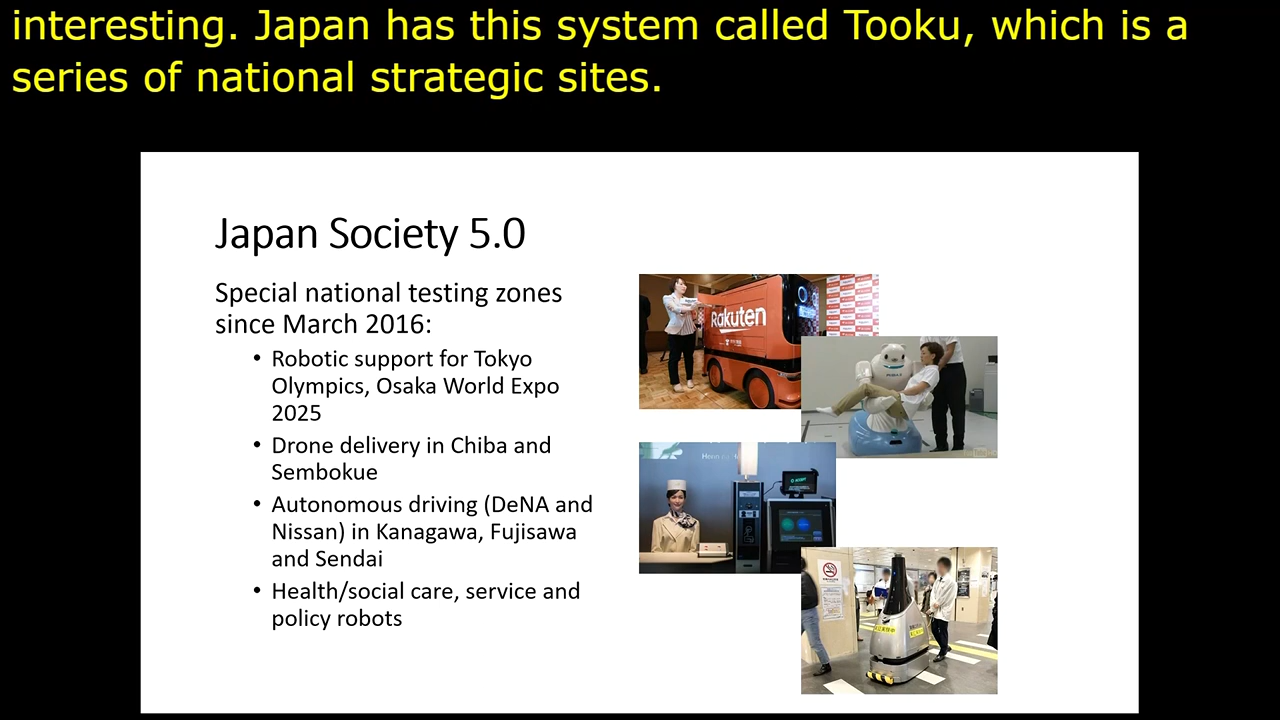 interesting. Japan has this system called Tooku, which is a
series of national strategic sites.
Japan Society 5.0
Special national testing zones
since March 2016:
• Robotic support for Tokyo
Olympics, Osaka World Expo
2025
• Drone delivery in Chiba and
Sembokue
• Autonomous driving (DeNA and
Nissan) in Kanagawa, Fujisawa
and Sendai
• Health/social care, service and
policy robots
Rakuten